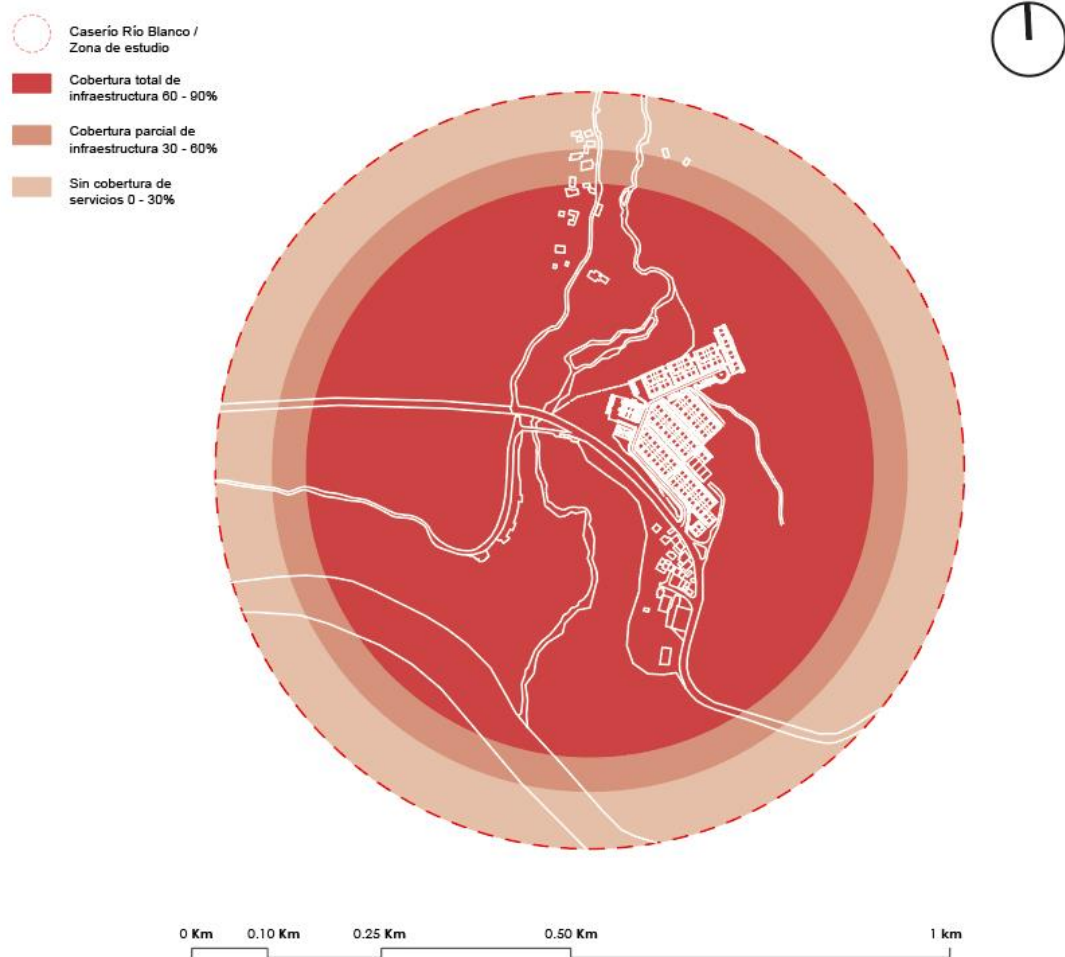 Caserío Río Blanco /
Zona de estudio
Cobertura total de
infraestructura 60 - 90%
Cobertura parcial de
infraestructura 30 - 60%
Sin cobertura de
servicios 0 - 30%
0 Km 0.10 Km 0.25 Km 0.50 Km 1 km